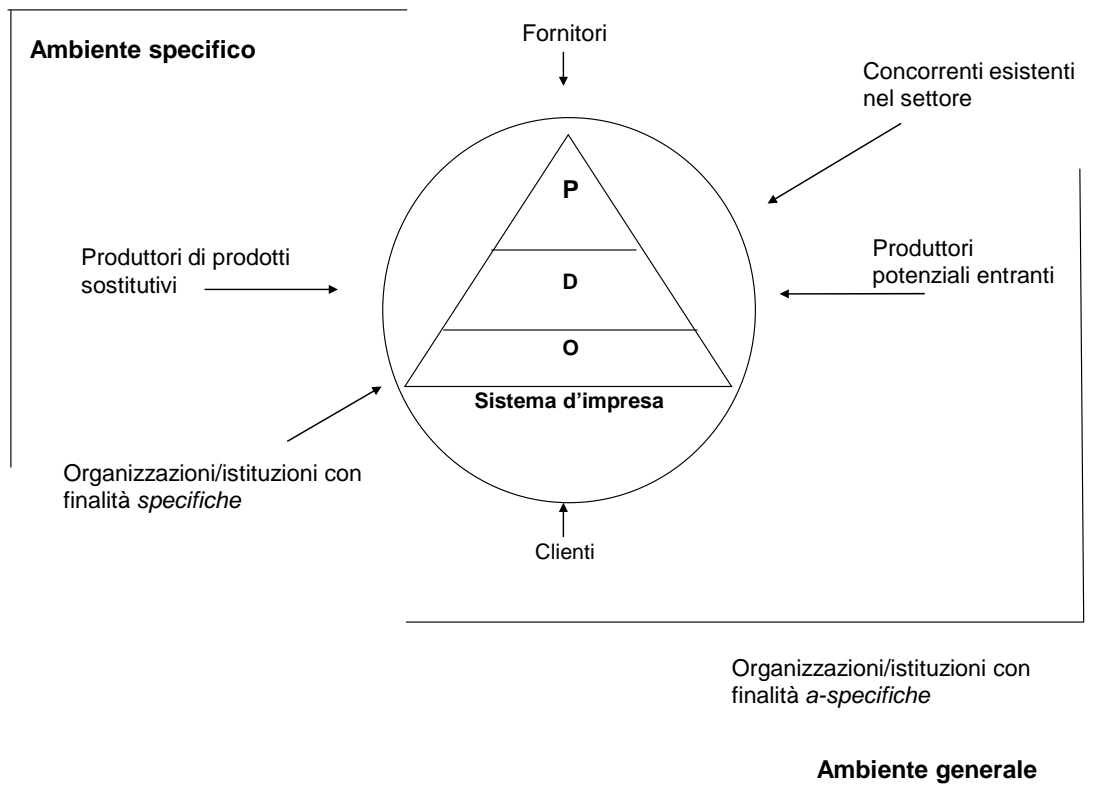 Ambiente specifico
Fornitori
Concorrenti esistenti
nel settore
P
Produttori di prodotti
sostitutivi
Produttori
potenziali entranti
D
O
Sistema d’impresa
Organizzazioni/istituzioni con
finalità specifiche
Clienti
Organizzazioni/istituzioni con
finalità a-specifiche
Ambiente generale